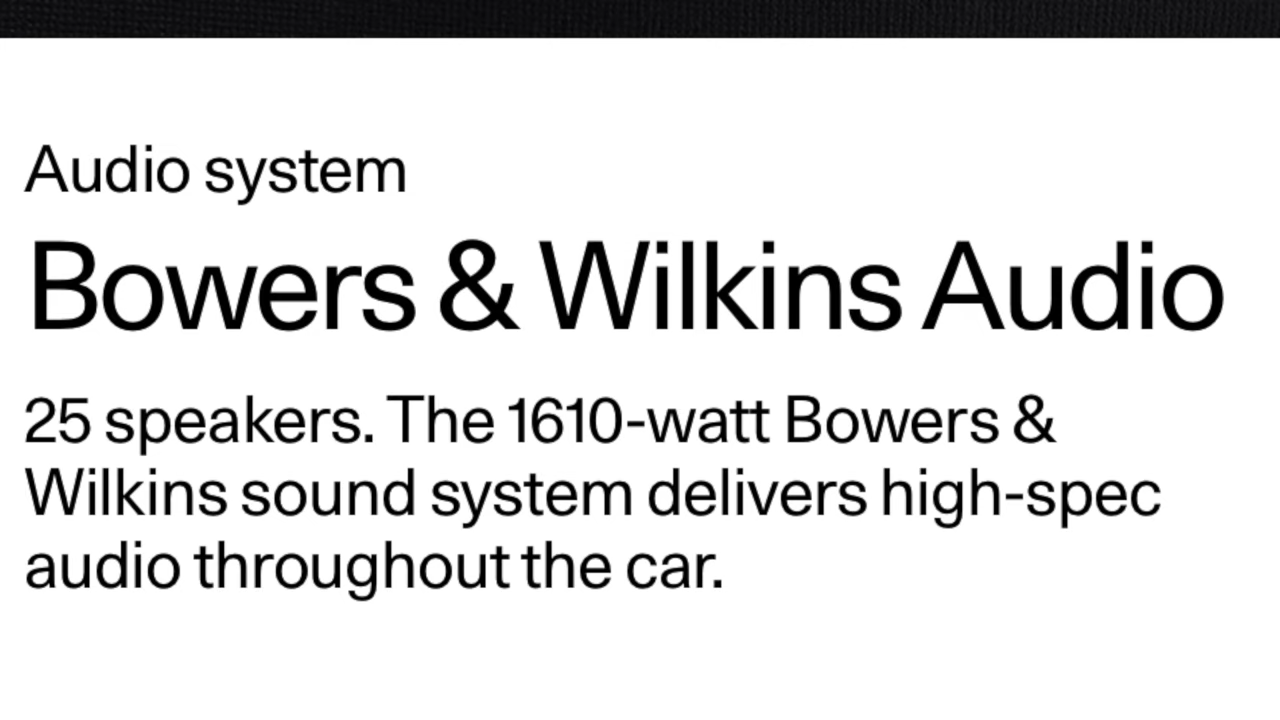 Audio system
Bowers & Wilkins Audio
25 speakers. The 1610-watt Bowers &
Wilkins sound system delivers high-spec
audio throughout the car.